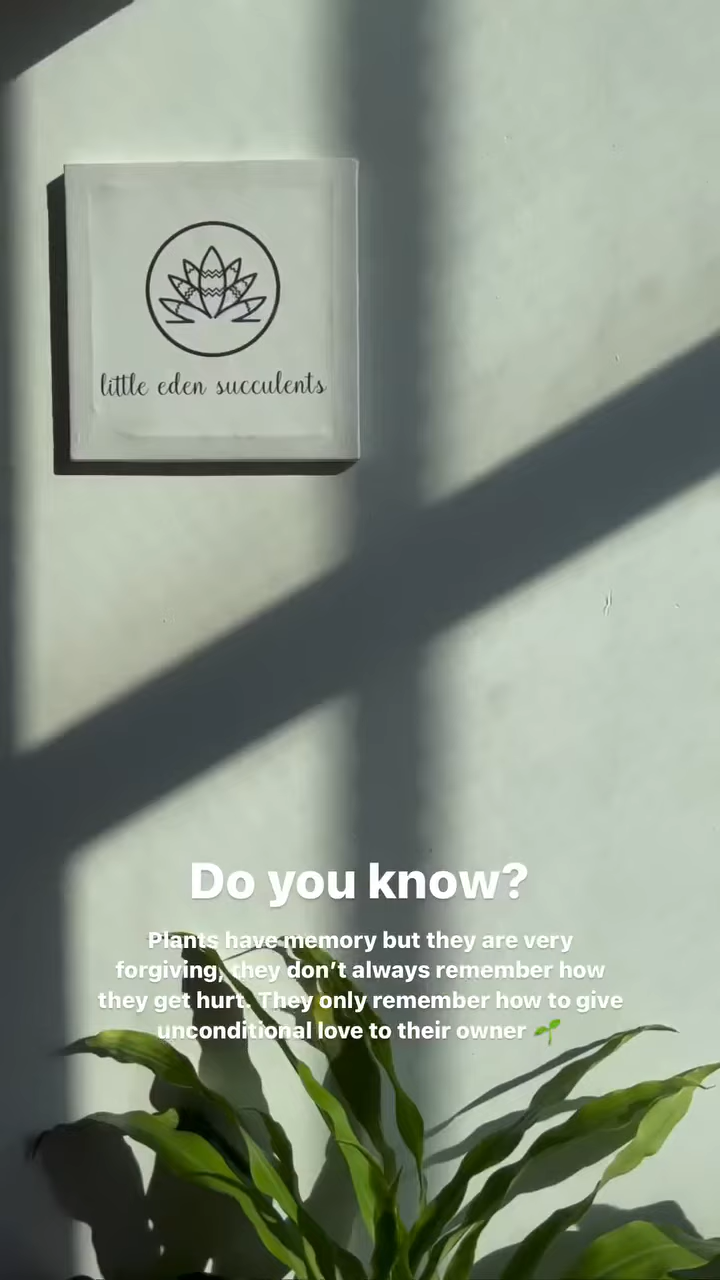 little eden succulents
Do you know?
Plants have memory but they are very
forgiving, they don’t always remember how
they get hurt. They only remember how to give
unconditional love to their owner 🌱